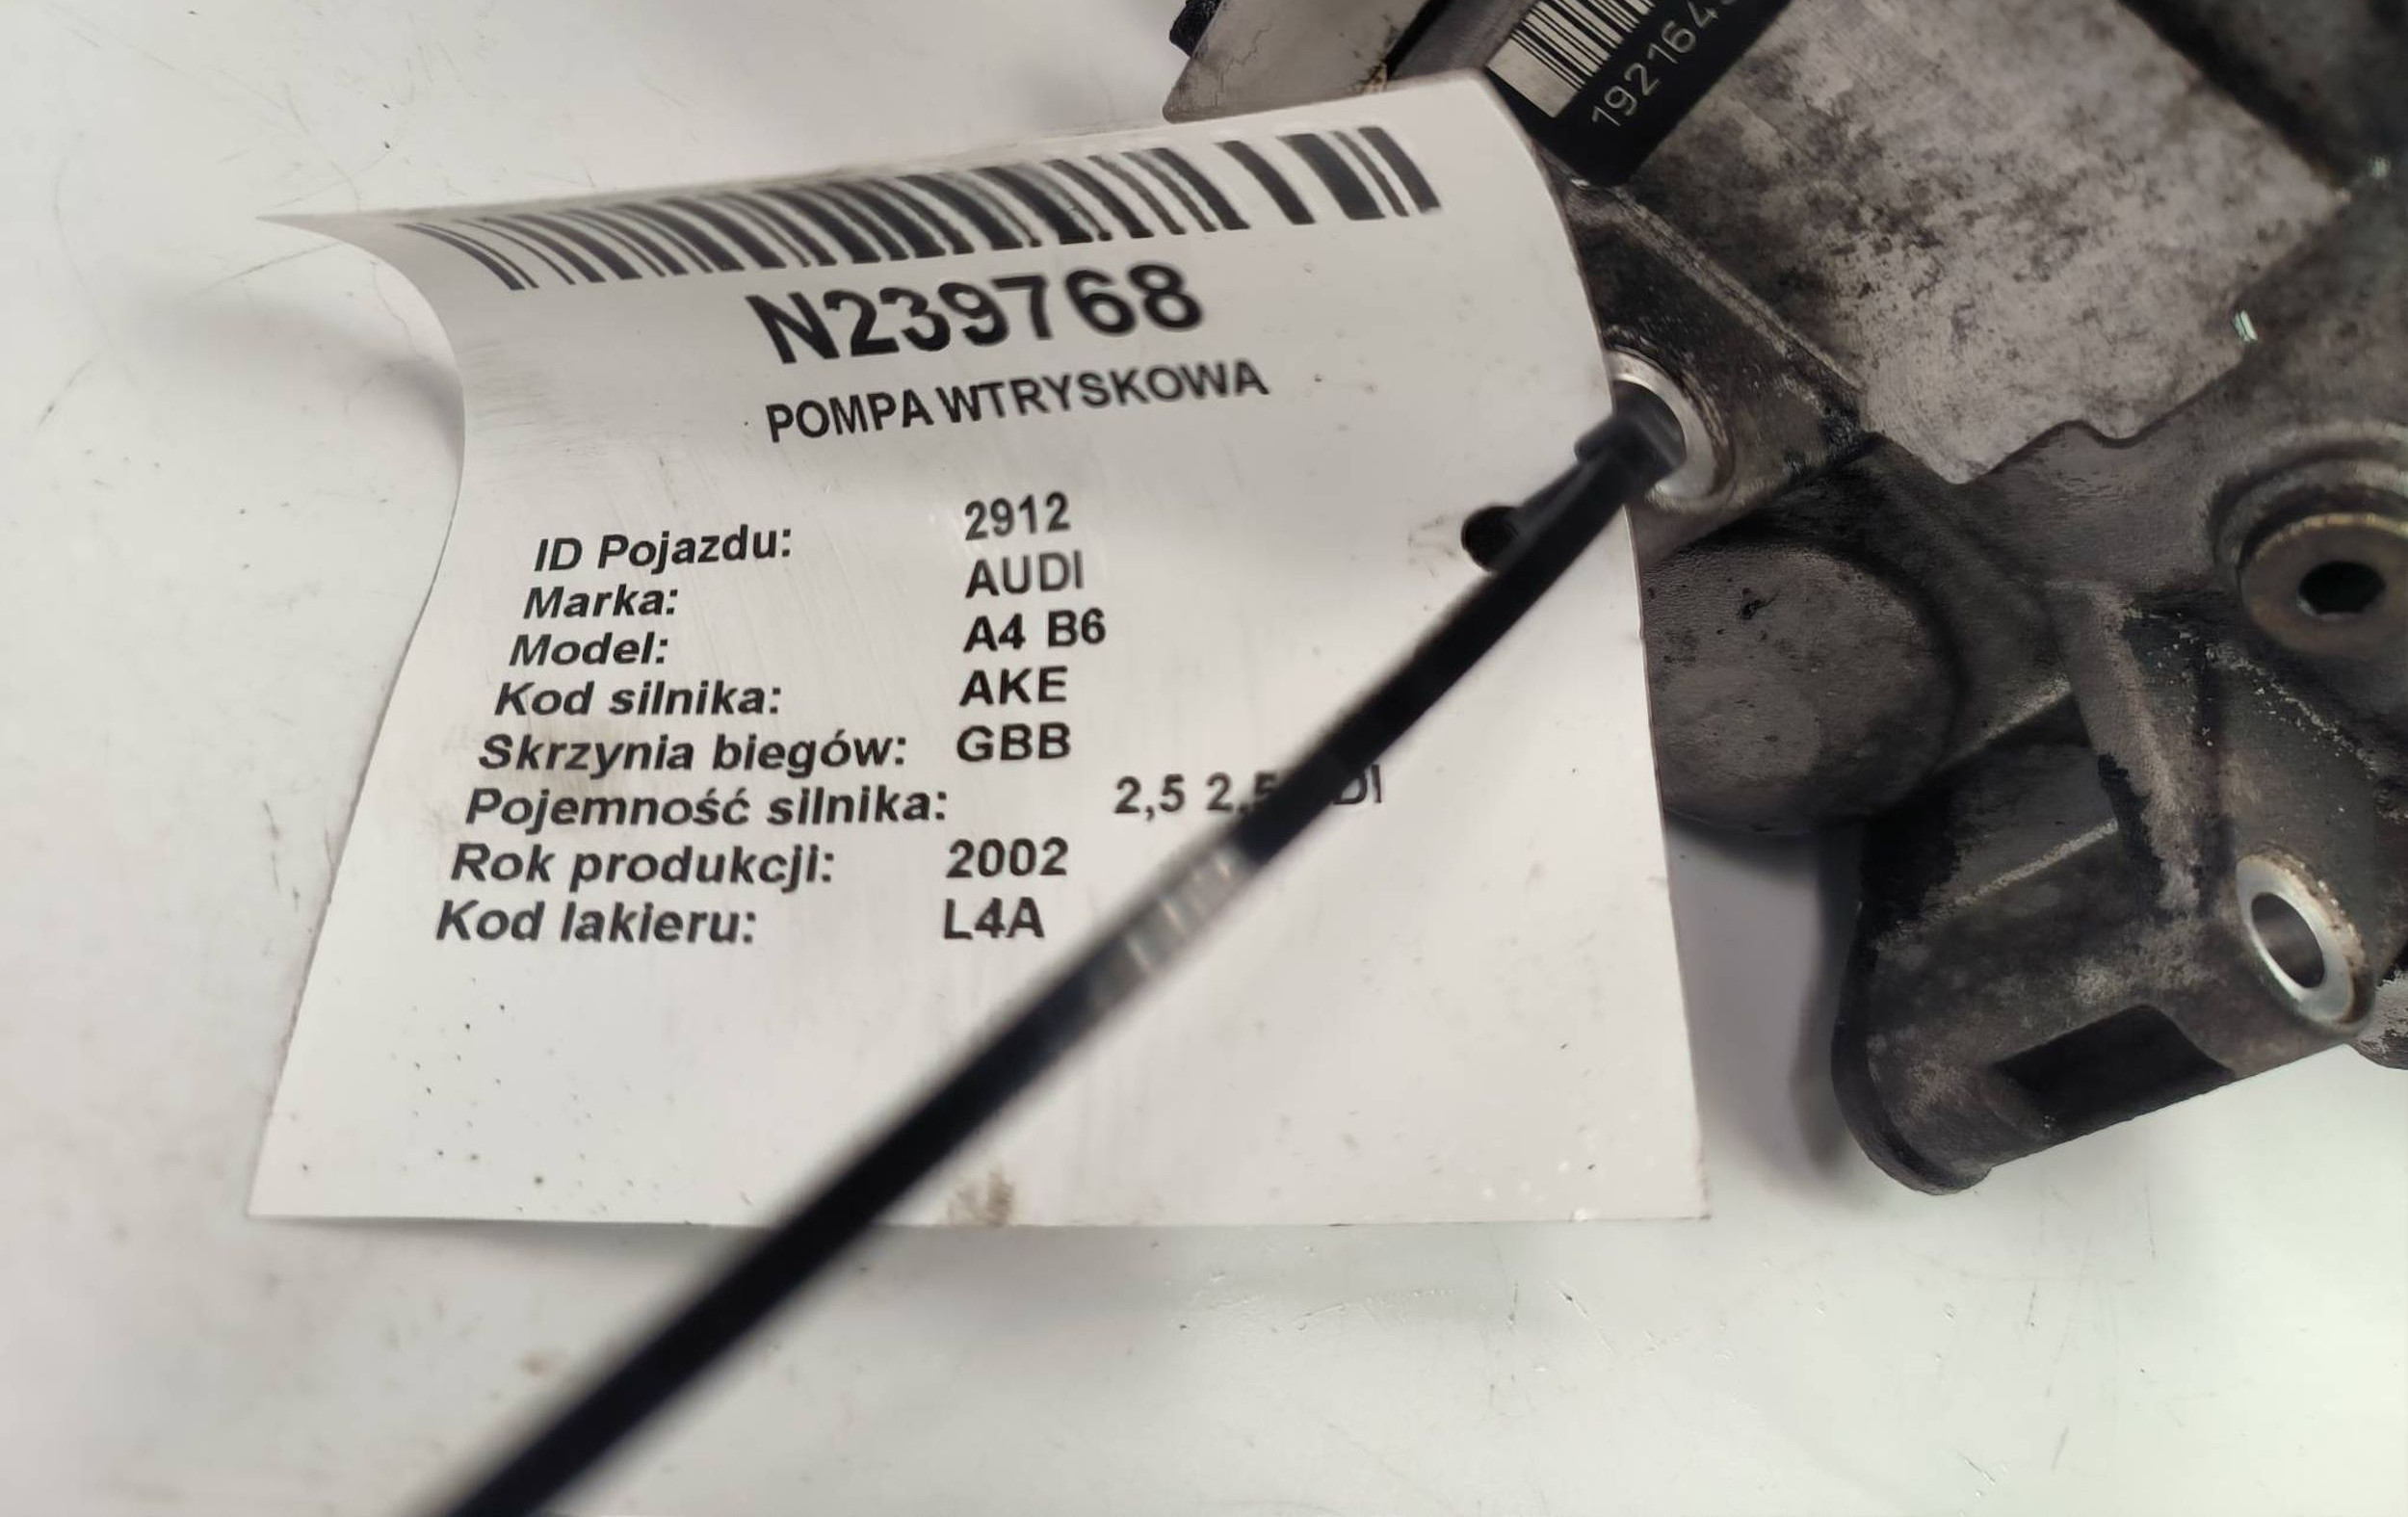 N239768
POMPA WTRYSKOWA
ID Pojazdu: 2912
Marka: AUDI
Model: A4 B6
Kod silnika: AKE
Skrzynia biegów: GBB
Pojemność silnika: 2,5
Rok produkcji: 2002
Kod lakieru: L4A